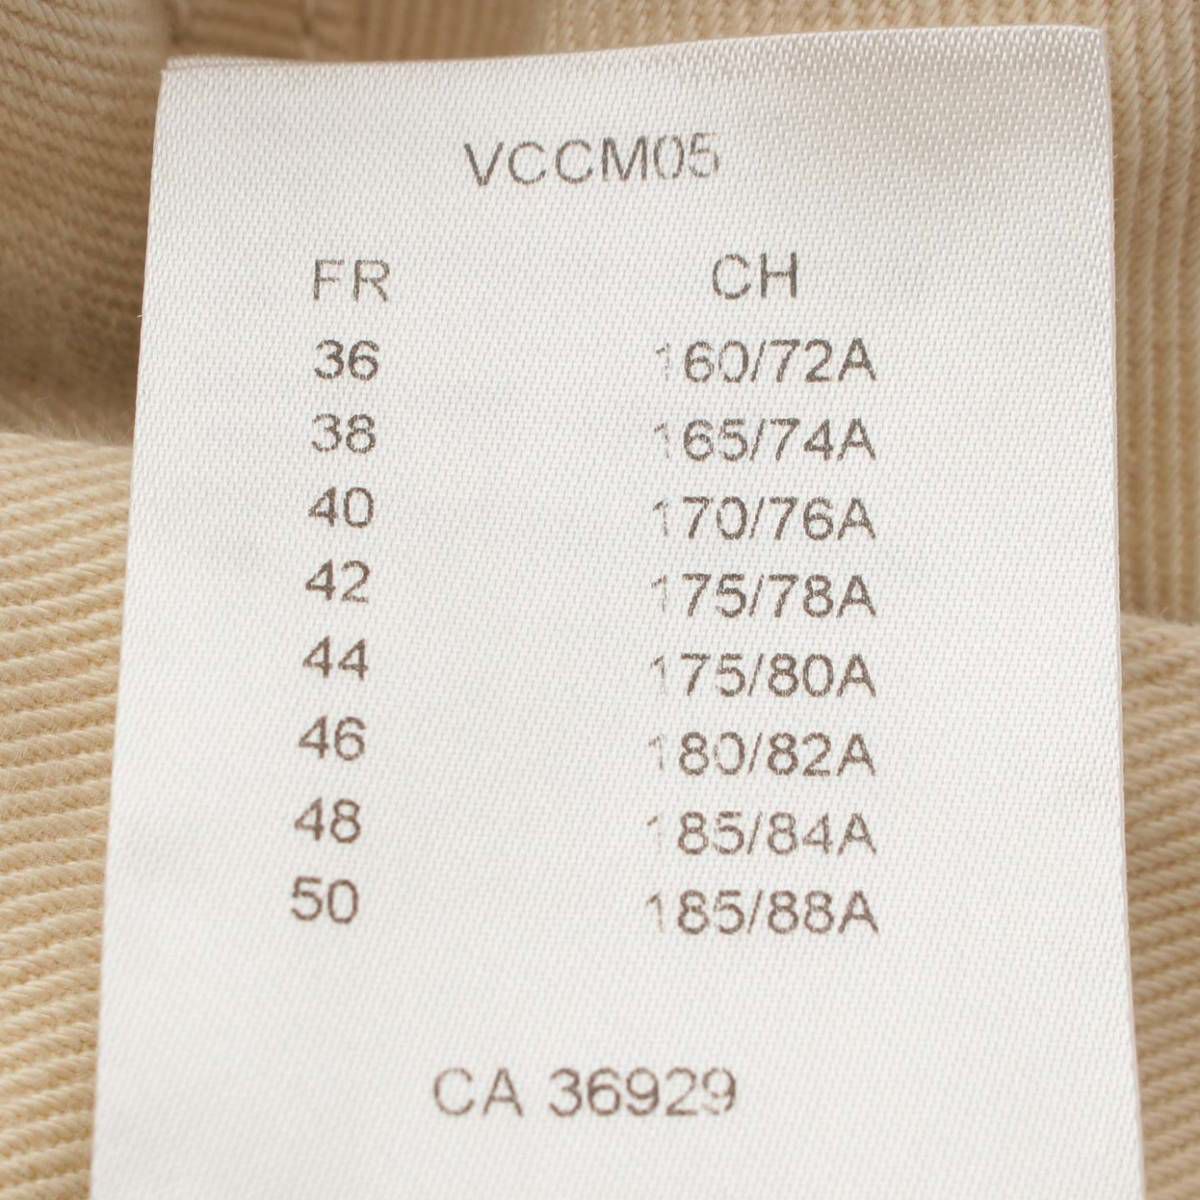 VCCM05
FR CH
36 160/72A
38 165/74A
40 170/76A
42 175/78A
44 175/80A
46 180/82A
48 185/84A
50 185/88A
CA 36929